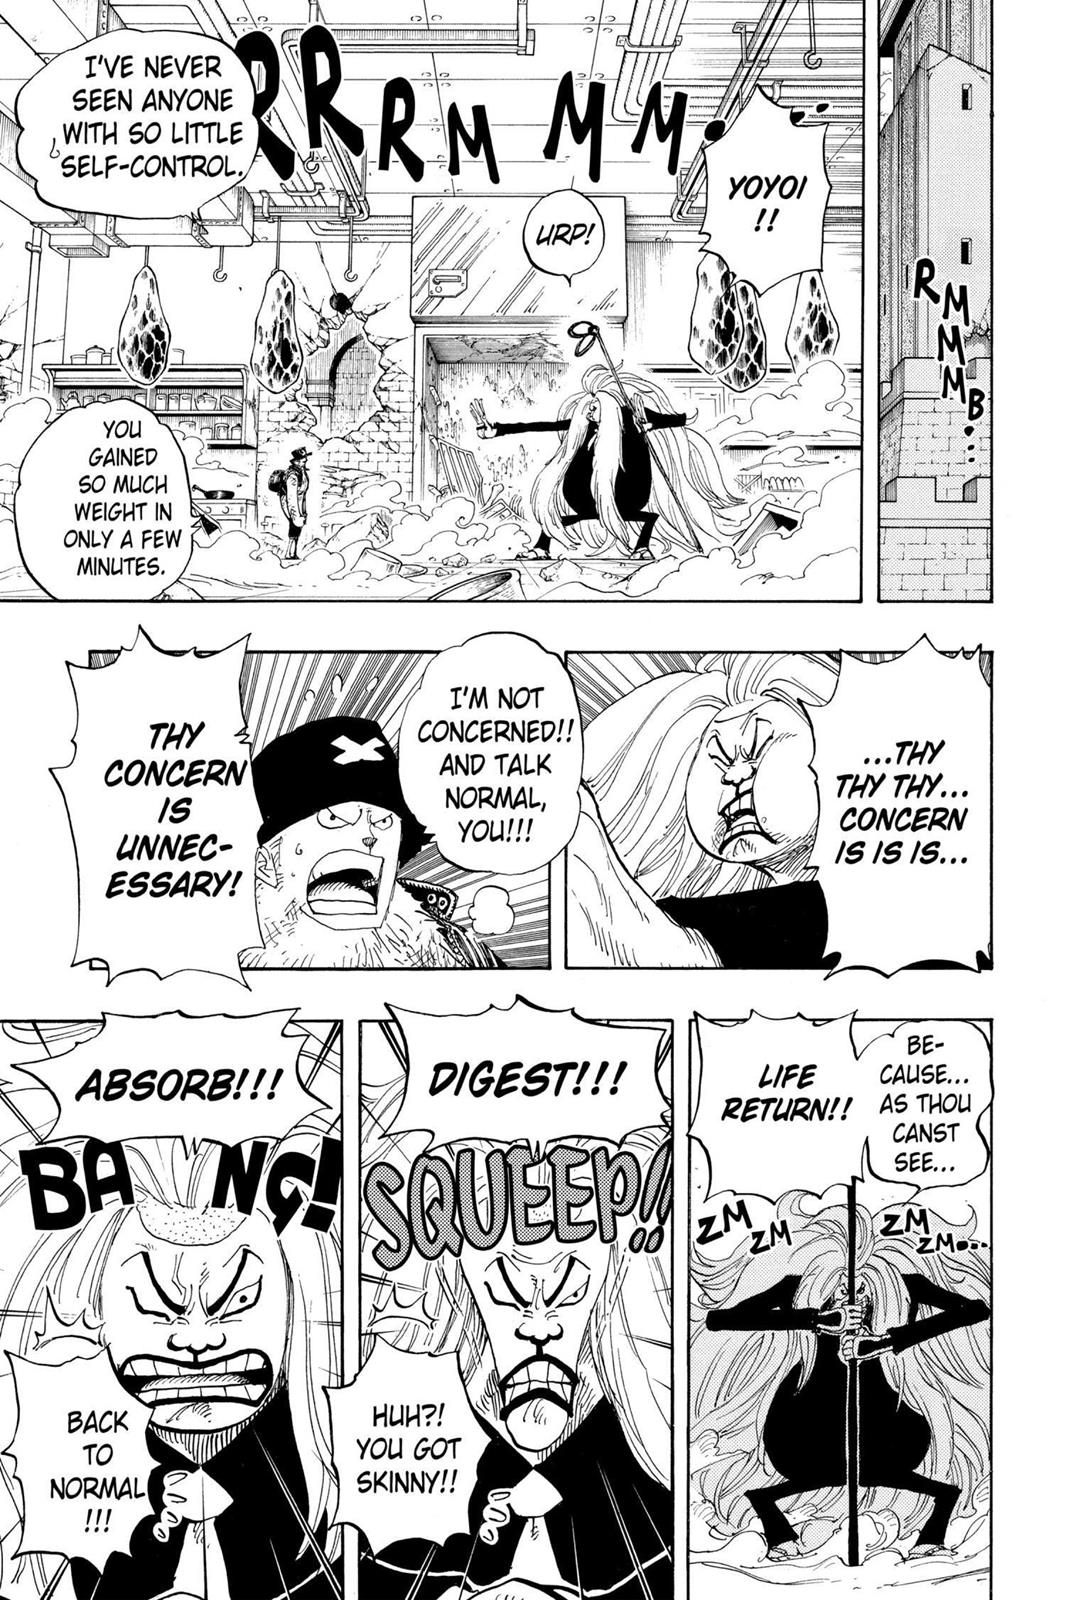 RMMMB...
YOYOI
!!
RRRRM MM...
URP!
I'VE NEVER
SEEN ANYONE
WITH SO LITTLE
SELF-CONTROL.
YOU
GAINED
SO MUCH
WEIGHT IN
ONLY A FEW
MINUTES.
...THY
THY THY...
CONCERN
IS IS IS...
I'M NOT
CONCERNED!!
AND TALK
NORMAL,
YOU!!!
THY
CONCERN
IS
UNNEC-
ESSARY!
BE-
CAUSE...
AS THOU
CANST
SEE...
LIFE
RETURN!!
ZM
ZM...
ZM
ZM
DIGEST!!!
SQUEEP!!
HUH?!
YOU GOT
SKINNY!!
ABSORB!!!
BANG!
BACK
TO
NORMAL
!!!